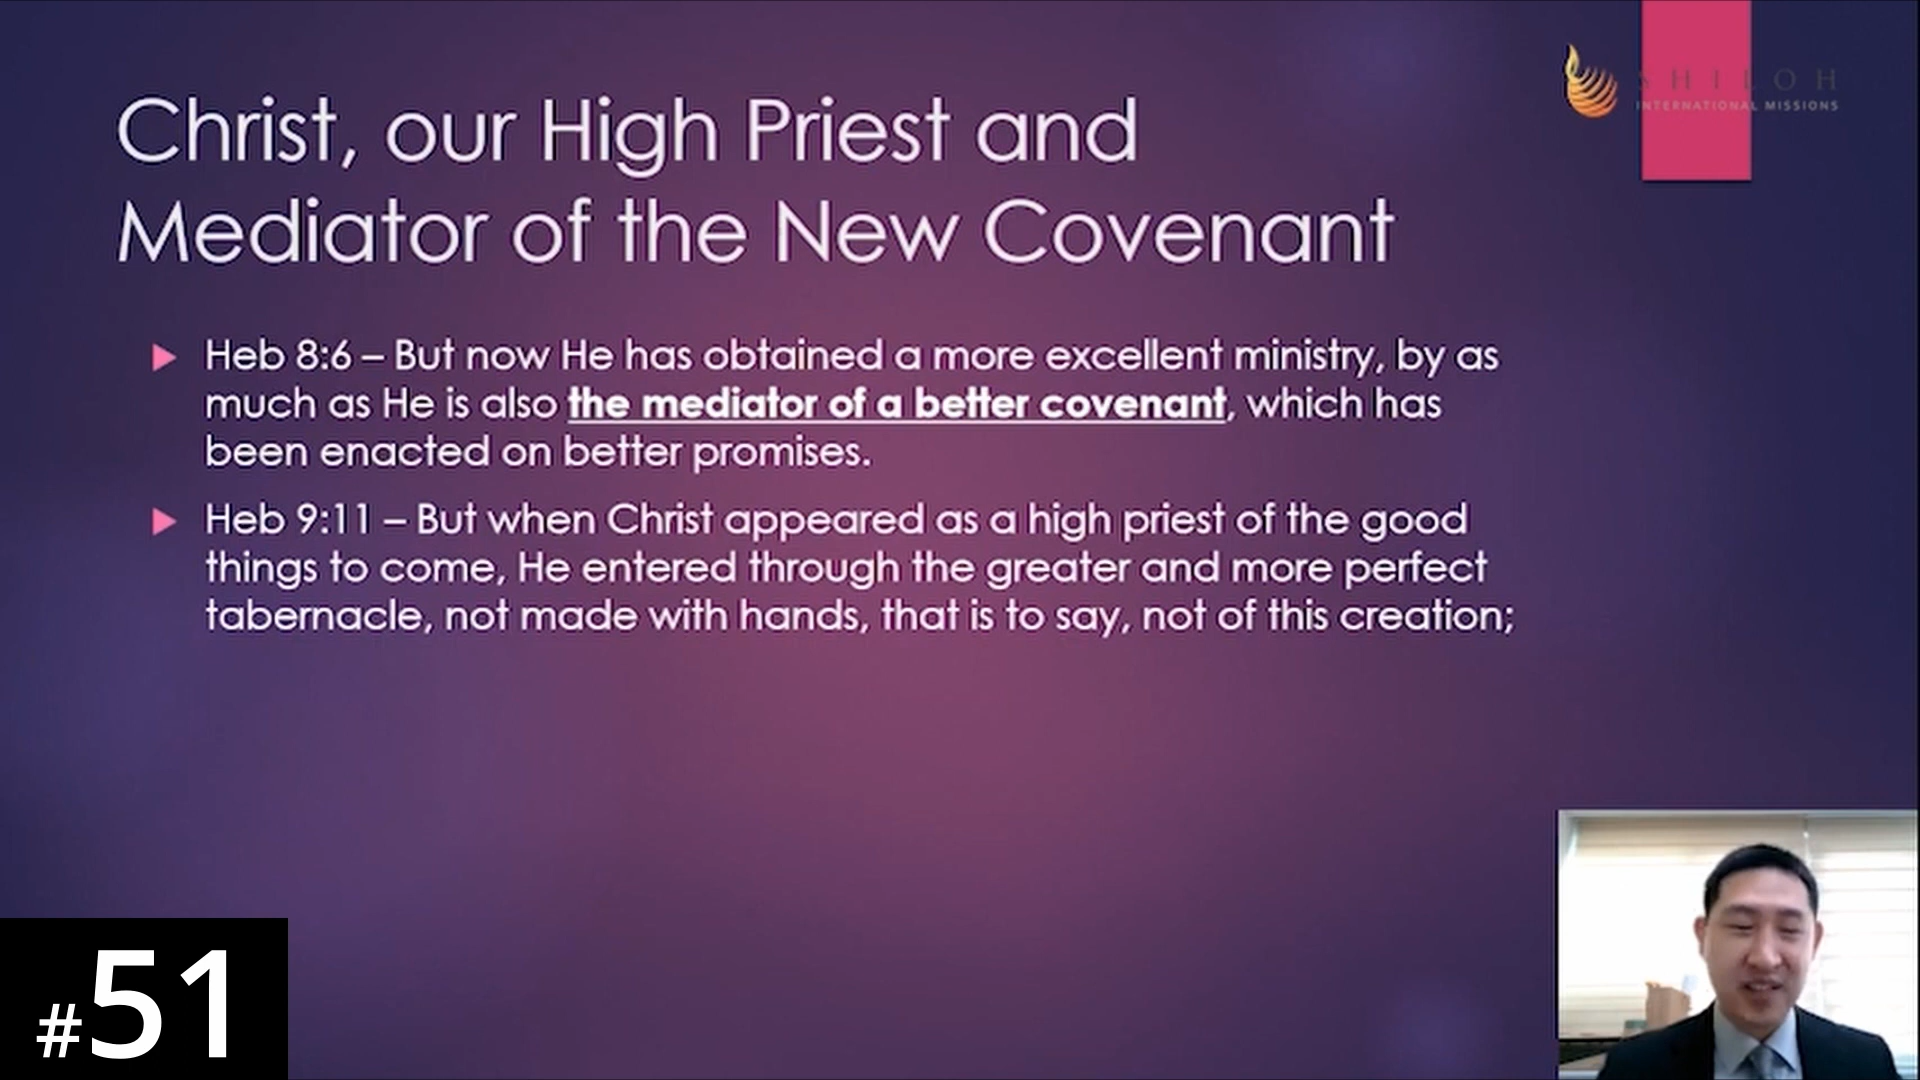 SHILOH
INTERNATIONAL MISSIONS
Christ, our High Priest and
Mediator of the New Covenant
Heb 8:6 – But now He has obtained a more excellent ministry, by as
much as He is also the mediator of a better covenant, which has
been enacted on better promises.
Heb 9:11 – But when Christ appeared as a high priest of the good
things to come, He entered through the greater and more perfect
tabernacle, not made with hands, that is to say, not of this creation;
#51